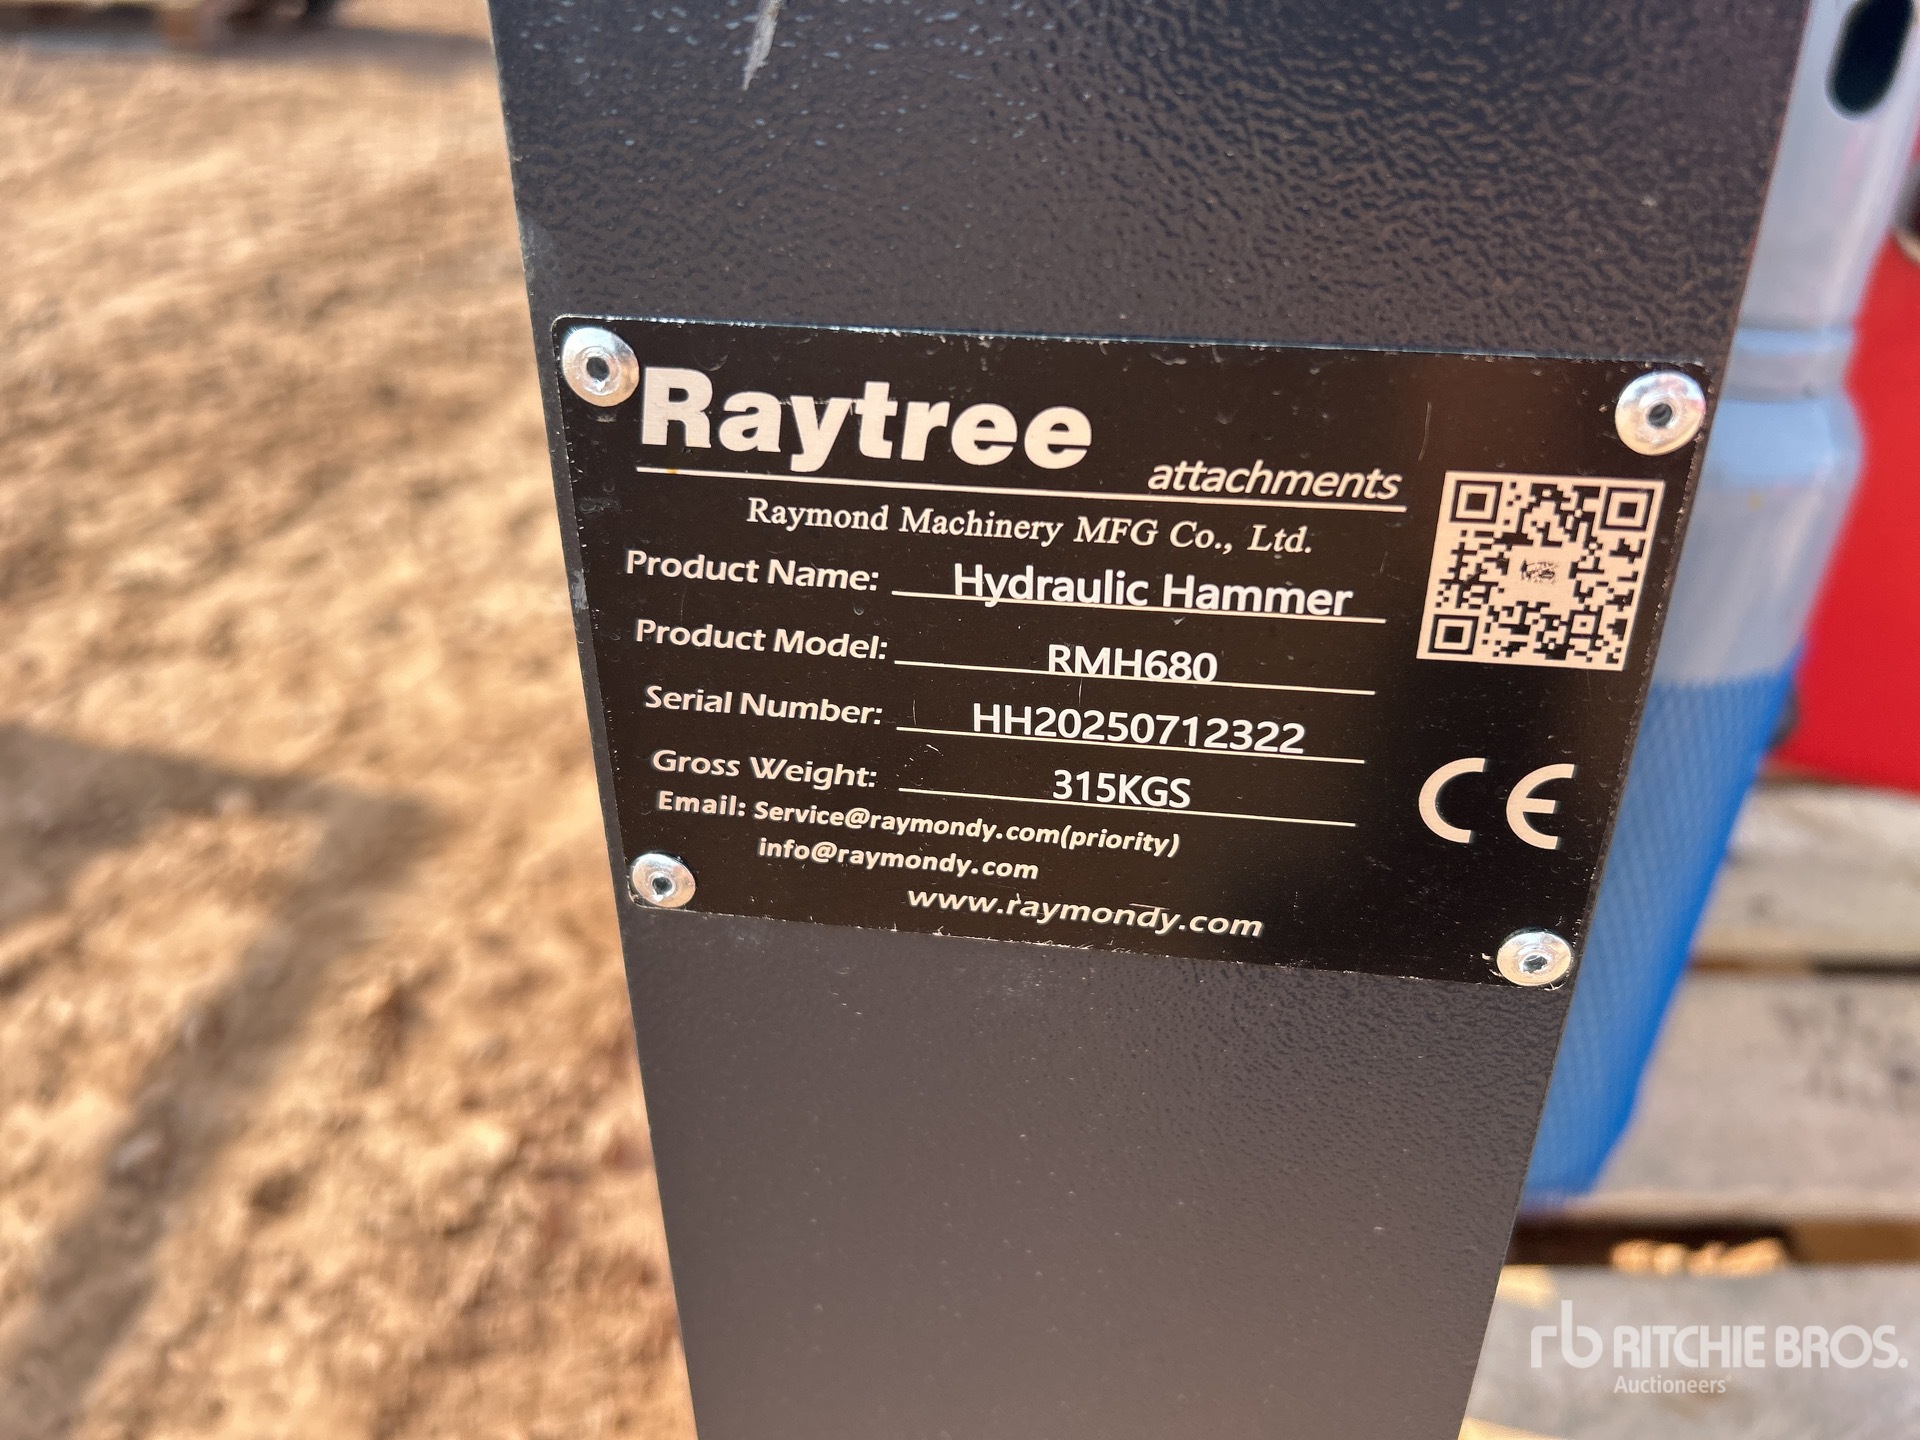 Raytree
attachments
Raymond Machinery MFG Co., Ltd.
Product Name: Hydraulic Hammer
Product Model: RMH680
Serial Number: HH20250712322
Gross Weight: 315KGS
Email: Service@raymondy.com(priority)
info@raymondy.com
www.raymondy.com
CE
rb RITCHIE BROS.
Auctioneers